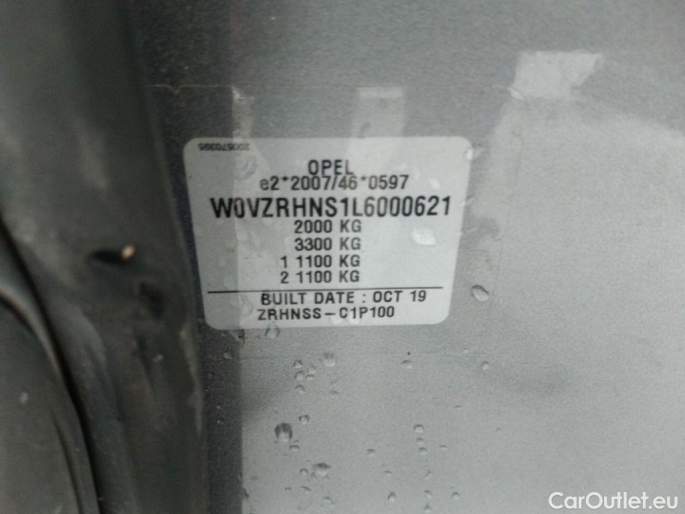 200570395
OPEL
e2*2007/46*0597
W0VZRHNS1L6000621
2000 KG
3300 KG
1 1100 KG
2 1100 KG
BUILT DATE : OCT 19
ZRHNSS-C1P100
CarOutlet.eu